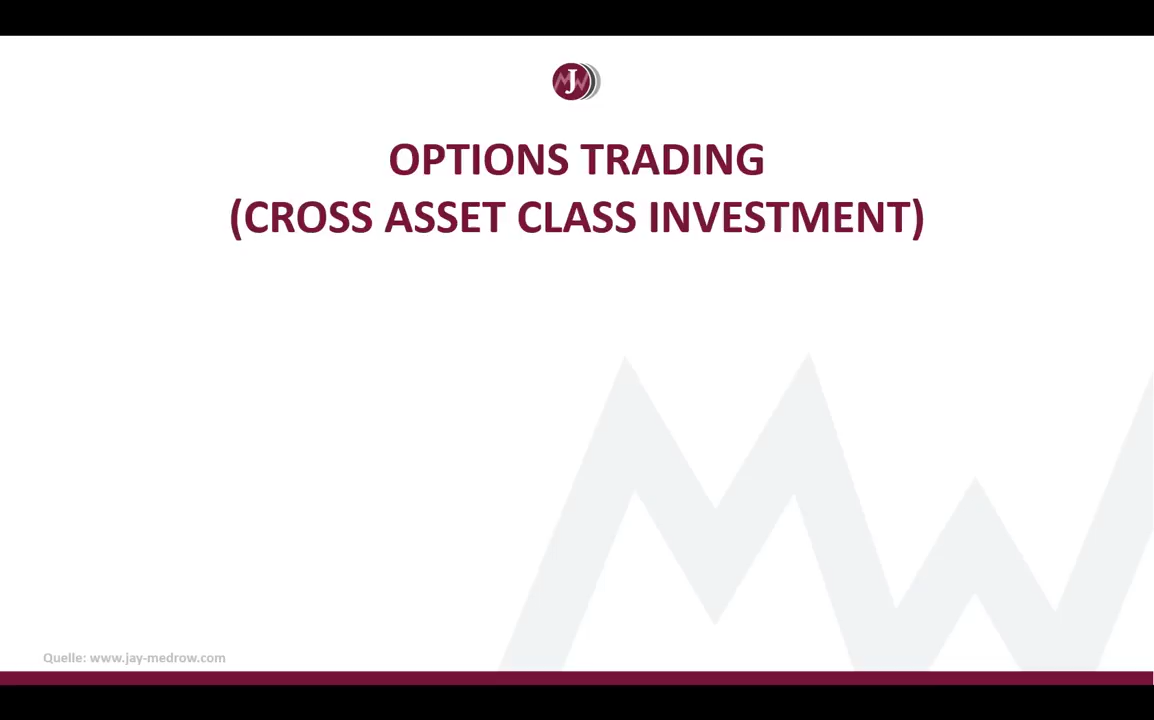 J
OPTIONS TRADING
(CROSS ASSET CLASS INVESTMENT)
Quelle: www.jay-medrow.com